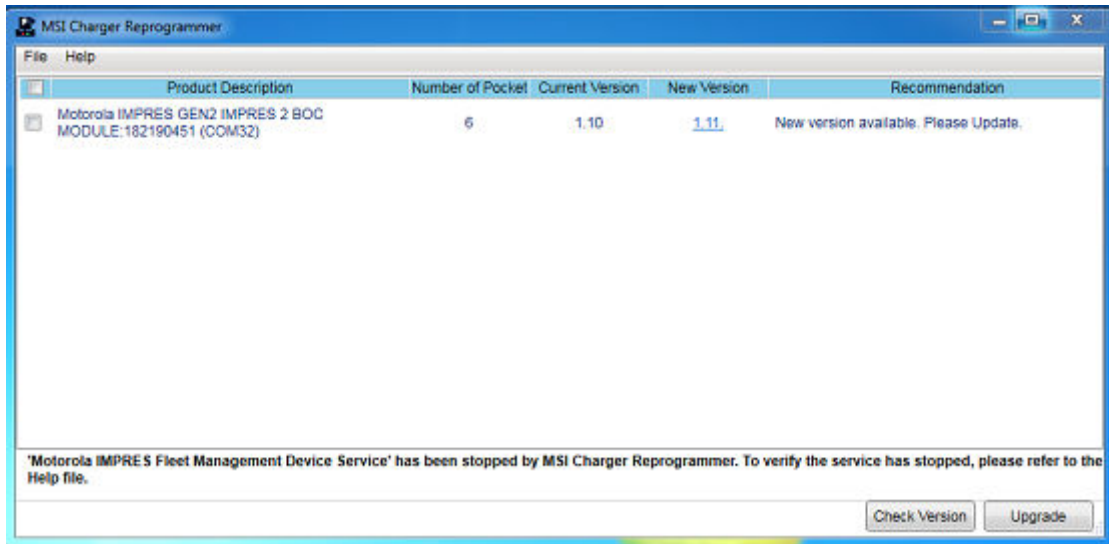 MSI Charger Reprogrammer
File Help
Product Description Number of Pocket Current Version New Version Recommendation
Motorola IMPRES GEN2 IMPRES 2 BOC
MODULE:182190451 (COM32) 6 1.10 1.11. New version available. Please Update.
'Motorola IMPRES Fleet Management Device Service' has been stopped by MSI Charger Reprogrammer. To verify the service has stopped, please refer to the
Help file.
Check Version Upgrade